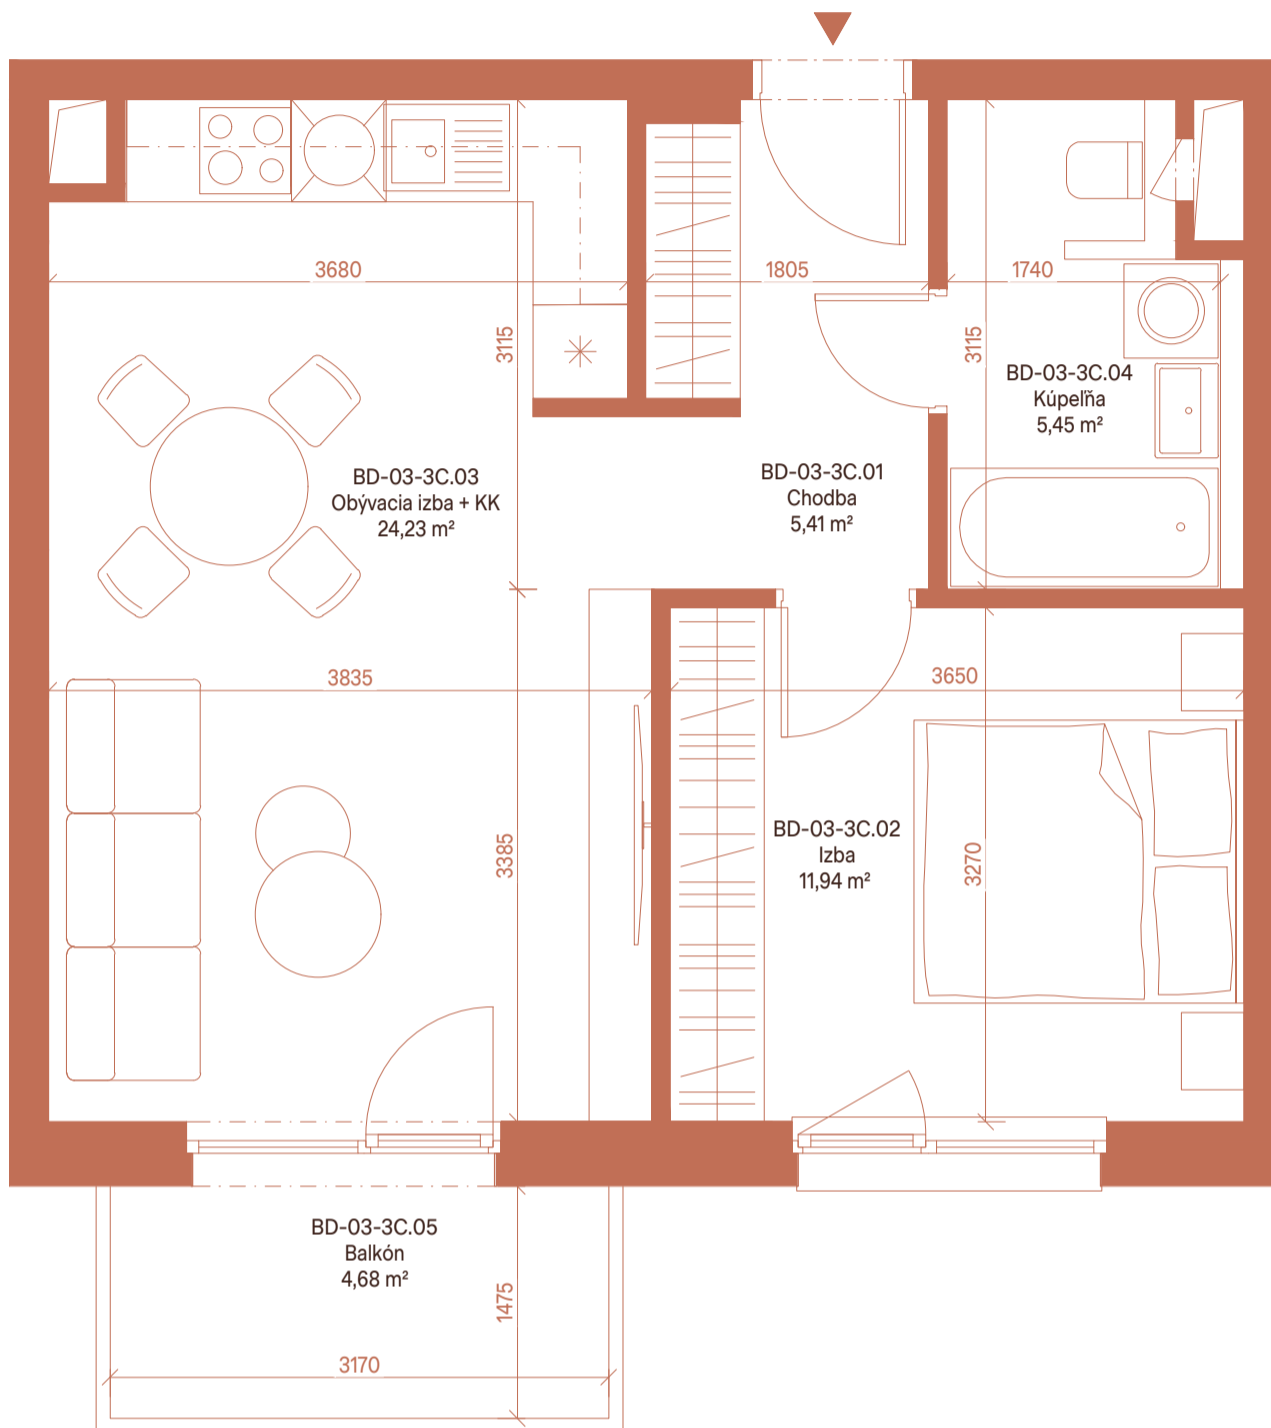 3680
1805
1740
3115
3115
BD-03-3C.04
Kúpeľňa
5,45 m²
BD-03-3C.03
Obývacia izba + KK
24,23 m²
BD-03-3C.01
Chodba
5,41 m²
3835
3650
3385
BD-03-3C.02
Izba
11,94 m²
3270
BD-03-3C.05
Balkón
4,68 m²
1475
3170